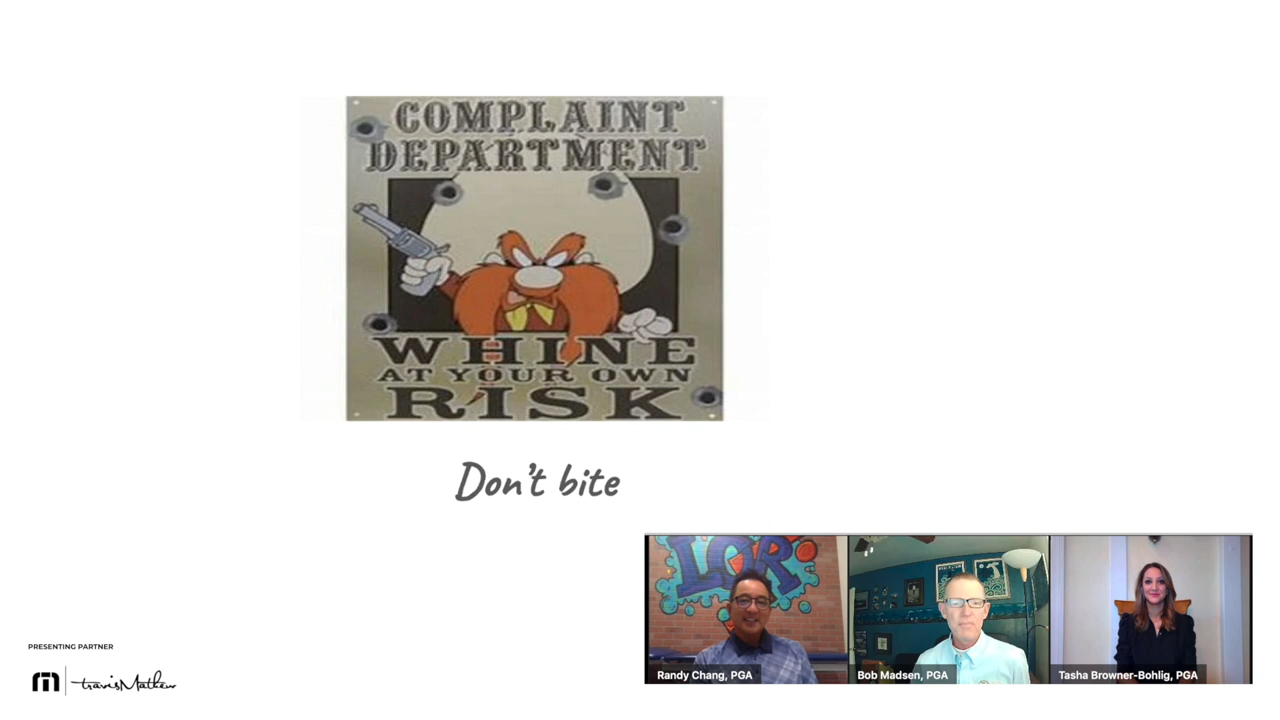 COMPLAINT
DEPARTMENT
WHINE
AT YOUR OWN
RISK
Don't bite
LGR
Randy Chang, PGA
Bob Madsen, PGA
Tasha Browner-Bohlig, PGA
PRESENTING PARTNER
travisMathew